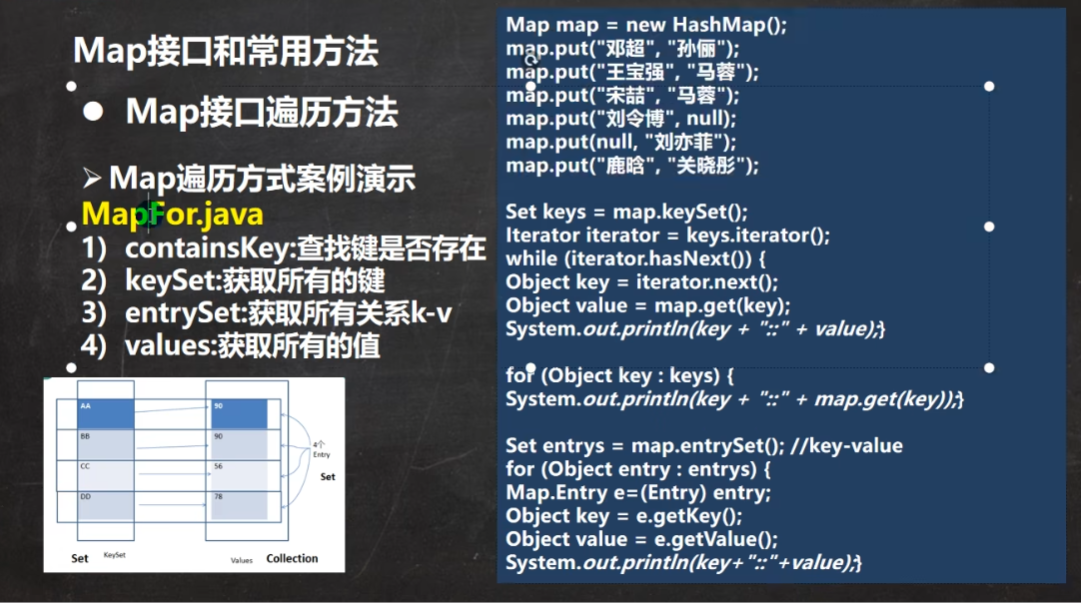 Map接口和常用方法
● Map接口遍历方法
➢ Map遍历方式案例演示
MapFor.java
1) containsKey:查找键是否存在
2) keySet:获取所有的键
3) entrySet:获取所有关系k-v
4) values:获取所有的值
AA 90
BB 90
CC 56
DD 78
4个
Entry
Set
Set KeySet Values Collection
Map map = new HashMap();
map.put("邓超", "孙俪");
map.put("王宝强", "马蓉");
map.put("宋喆", "马蓉");
map.put("刘令博", null);
map.put(null, "刘亦菲");
map.put("鹿晗", "关晓彤");
Set keys = map.keySet();
Iterator iterator = keys.iterator();
while (iterator.hasNext()) {
Object key = iterator.next();
Object value = map.get(key);
System.out.println(key + "::" + value);}
for (Object key : keys) {
System.out.println(key + "::" + map.get(key));}
Set entrys = map.entrySet(); //key-value
for (Object entry : entrys) {
Map.Entry e=(Entry) entry;
Object key = e.getKey();
Object value = e.getValue();
System.out.println(key+"::"+value);}